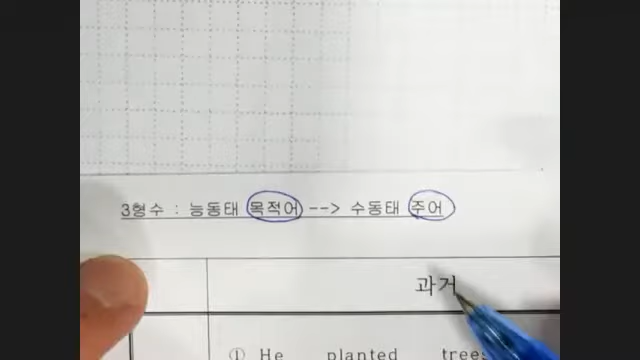 3형수 : 능동태 목적어 --> 수동태 주어
과거
① He planted trees